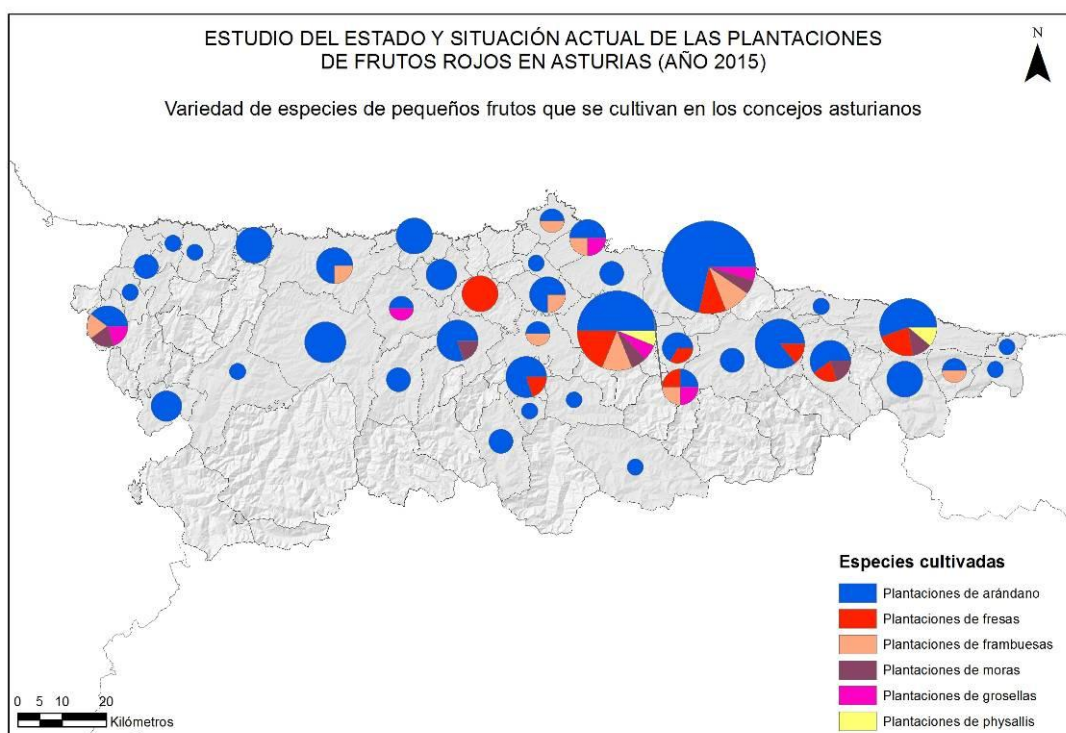 ESTUDIO DEL ESTADO Y SITUACIÓN ACTUAL DE LAS PLANTACIONES
DE FRUTOS ROJOS EN ASTURIAS (AÑO 2015)
N
Variedad de especies de pequeños frutos que se cultivan en los concejos asturianos
Especies cultivadas
Plantaciones de arándano
Plantaciones de fresas
Plantaciones de frambuesas
Plantaciones de moras
Plantaciones de grosellas
Plantaciones de physallis
0 5 10 20
Kilómetros